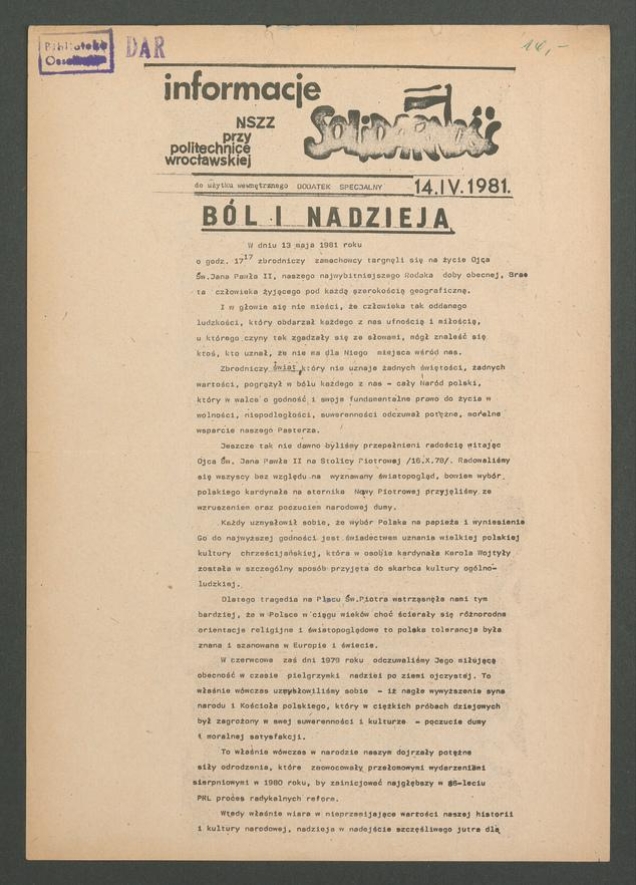 Biblioteka
DAR
10,-
informacje
NSZZ
przy
politechnice
wrocławskiej
SOLIDARNOŚĆ
do użytku wewnętrznego DODATEK SPECJALNY 14.IV.1981.
BÓL I NADZIEJA
W dniu 13 maja 1981 roku
o godz. 17¹⁷ zbrodniczy zamachowcy targnęli się na życie Ojca
Św.Jana Pawła II, naszego najwybitniejszego Rodaka doby obecnej, Bra
ta człowieka żyjącego pod każdą szerokością geograficzną.
I w głowie się nie mieści, że człowieka tak oddanego
ludzkości, który obdarzał każdego z nas ufnością i miłością,
u którego czyny tak zgadzały się ze słowami, mógł znaleść się
ktoś, kto uznał, że nie ma dla Niego miejsca wśród nas.
Zbrodniczy świat, który nie uznaje żadnych świętości, żadnych
wartości, pogrążył w bólu każdego z nas - cały Naród polski,
który w walce o godność i swoje fundamentalne prawo do życia w
wolności, niepodległości, suwerenności odczuwał potężne, moralne
wsparcie naszego Pasterza.
Jeszcze tak nie dawno byliśmy przepełnieni radością witając
Ojca Św. Jana Pawła II na Stolicy Piotrowej /16.X.78/. Radowaliśmy
się wszyscy bez względu na wyznawany światopogląd, bowiem wybór
polskiego kardynała na sternika Nawy Piotrowej przyjęliśmy ze
wzruszeniem oraz poczuciem narodowej dumy.
Każdy uzmysłowił sobie, że wybór Polaka na papieża i wyniesienie
Go do najwyższej godności jest świadectwem uznania wielkiej polskiej
kultury chrześcijańskiej, która w osobie kardynała Karola Wojtyły
została w szczególny sposób przyjęta do skarbca kultury ogólno-
ludzkiej.
Dlatego tragedia na Placu Św.Piotra wstrząsnęła nami tym
bardziej, że w Polsce w ciągu wieków choć ścierały się różnorodne
orientacje religijne i światopoglądowe to polska tolerancja była
znana i szanowana w Europie i świecie.
W czerwcowe zaś dni 1979 roku odczuwaliśmy Jego miłującą
obecność w czasie pielgrzymki nadziei po ziemi ojczystej. To
właśnie wówczas uzmysłowiliśmy sobie - iż nagłe wywyższenie syna
narodu i Kościoła polskiego, który w ciężkich próbach dziejowych
był zagrożony w swej suwerenności i kulturze - poczucie dumy
i moralnej satysfakcji.
To właśnie wówczas w narodzie naszym dojrzały potężne
siły odrodzenia, które zaowocowały przełomowymi wydarzeniami
sierpniowymi w 1980 roku, by zainicjować najgłębszy w 36-leciu
PRL proces radykalnych reform.
Wtedy właśnie wiara w nieprzemijające wartości naszej historii
i kultury narodowej, nadzieja w nadejście szczęśliwego jutra dla